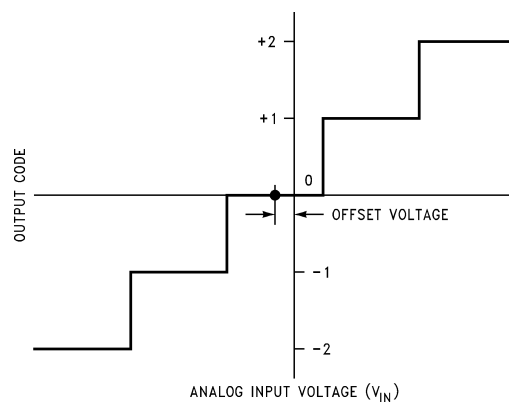 +2
+1
0
OUTPUT CODE
OFFSET VOLTAGE
-1
-2
ANALOG INPUT VOLTAGE (VIN)